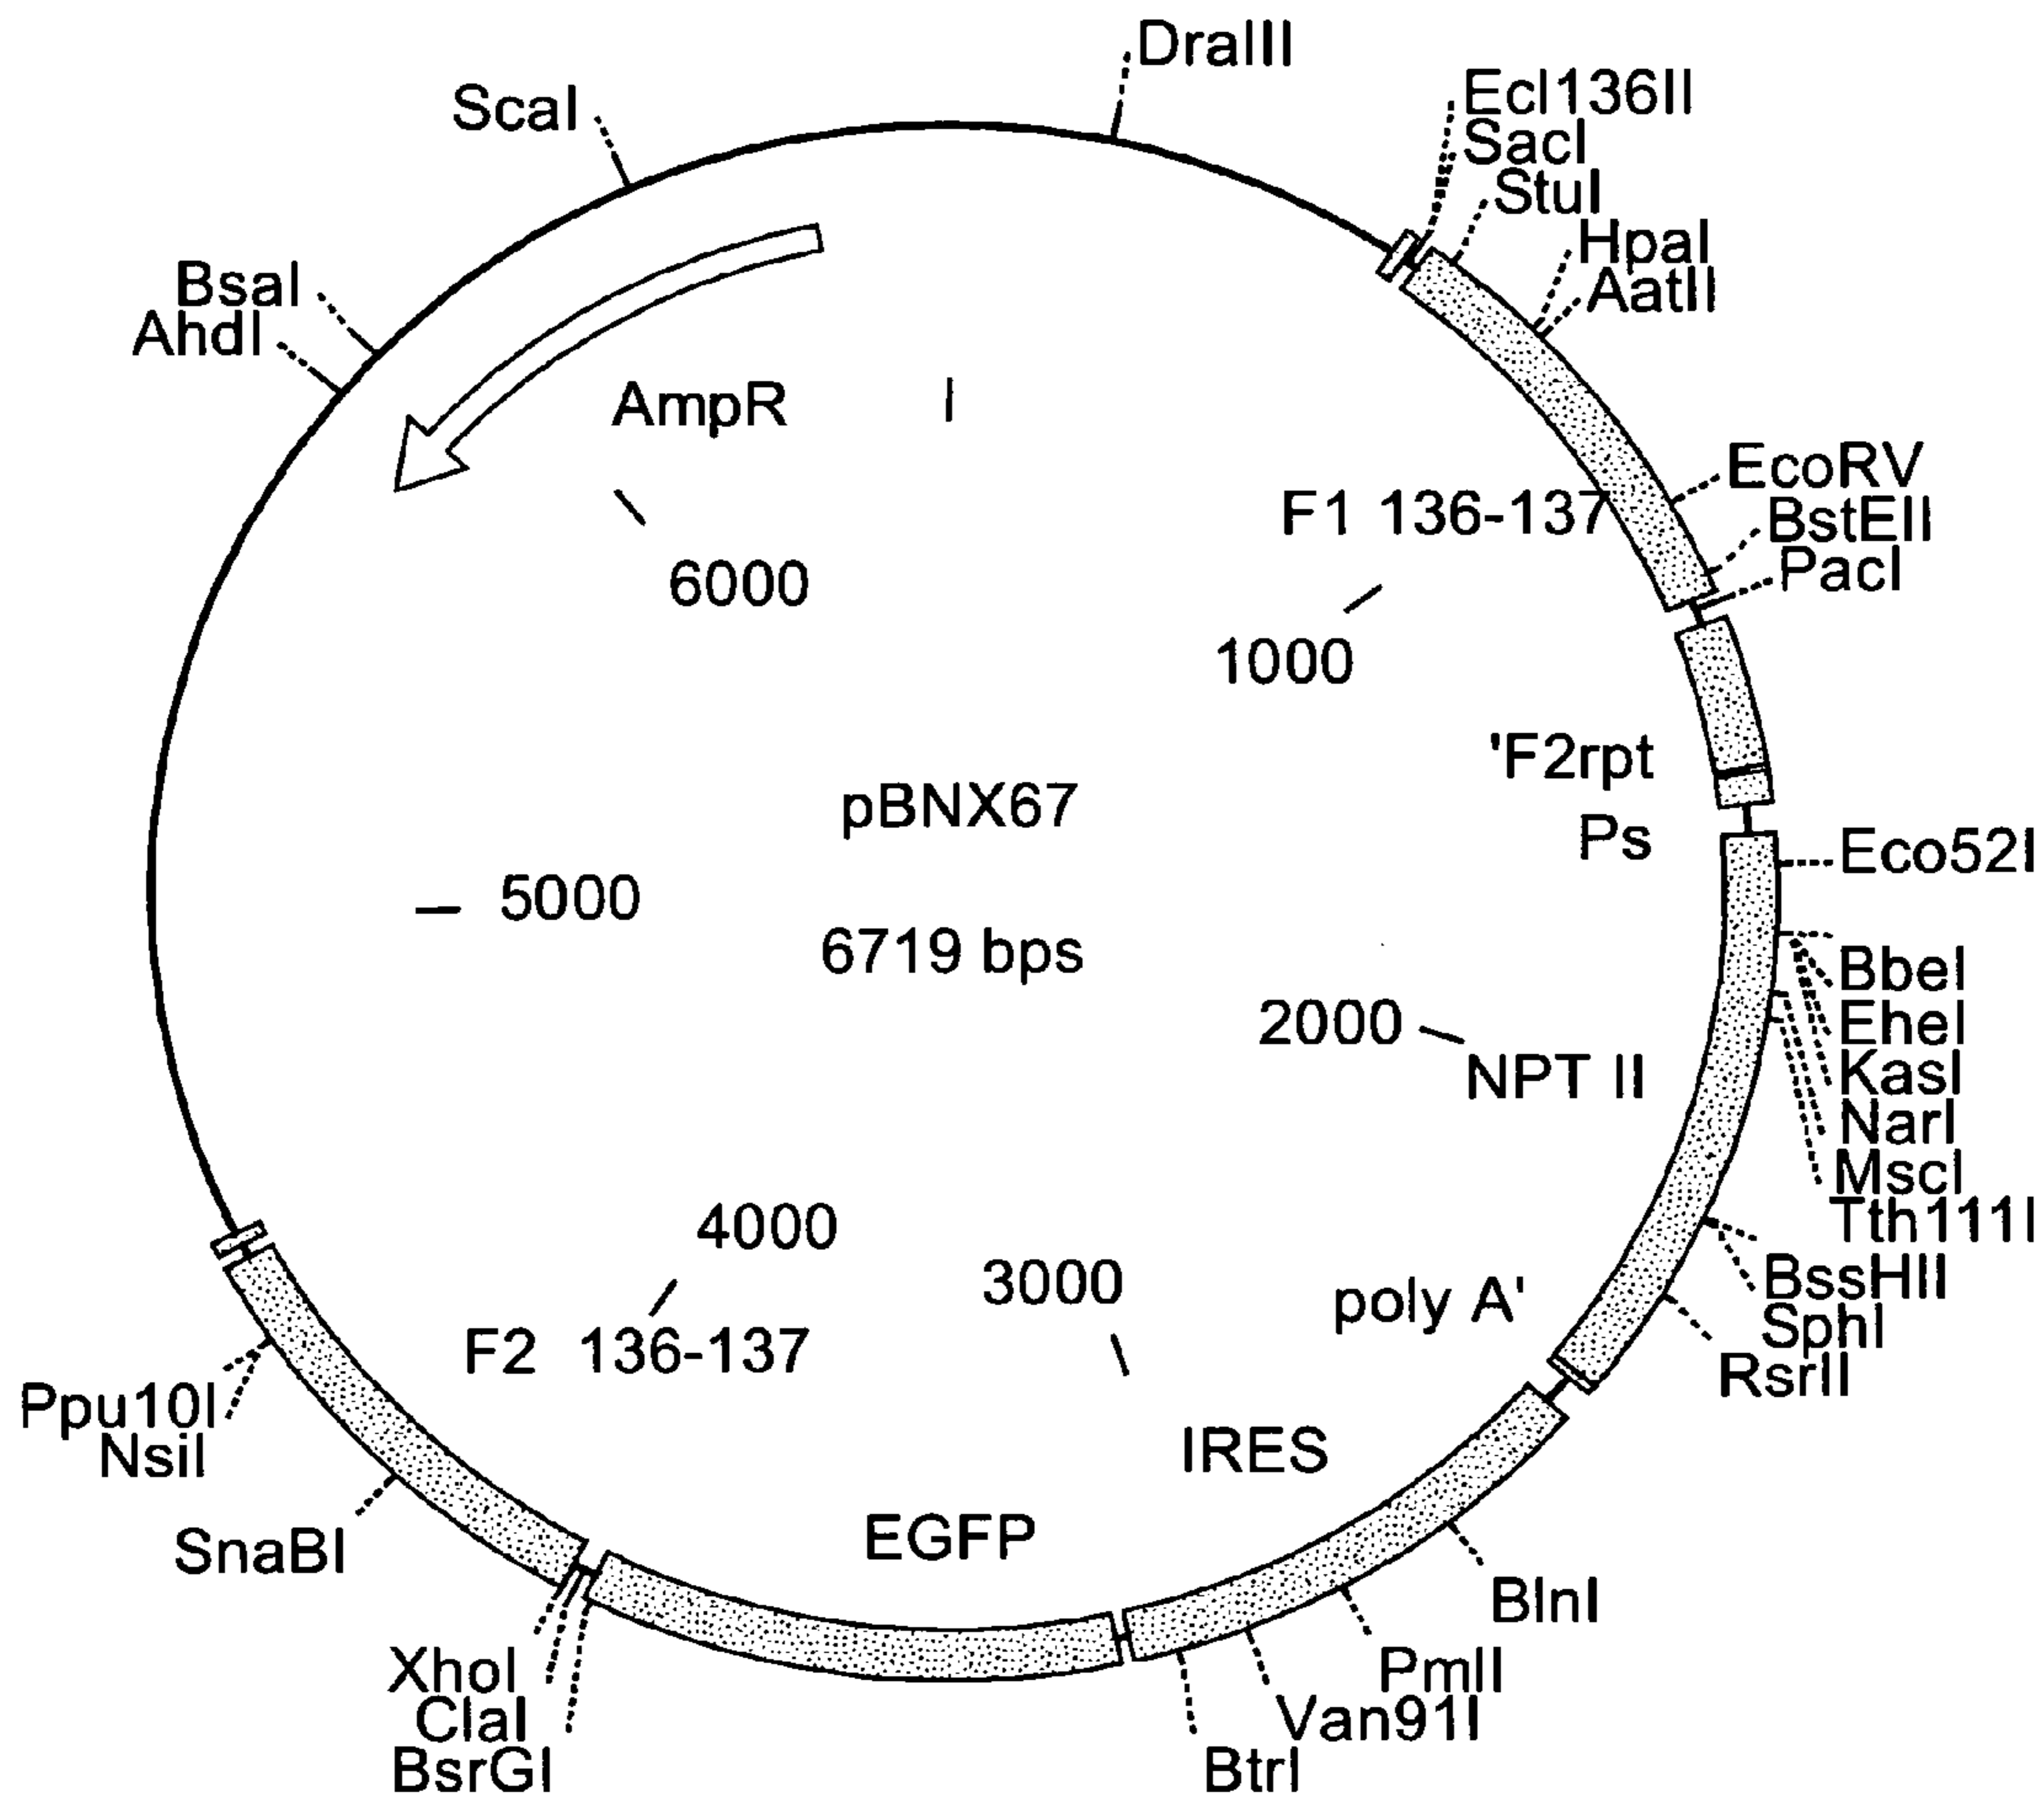 DraIII
Ecl136II
ScaI
SacI
StuI
HpaI
BsaI
AatII
AhdI
AmpR
EcoRV
F1 136-137
BstEII
PacI
6000
1000
'F2rpt
pBNX67
Ps
Eco52I
5000
6719 bps
BbeI
2000
EheI
NPT II
KasI
NarI
MscI
Tth111I
4000
3000
poly A'
BssHII
SphI
F2 136-137
RsrII
Ppu10I
NsiI
IRES
SnaBI
EGFP
BlnI
XhoI
PmlI
ClaI
Van91I
BsrGI
BtrI